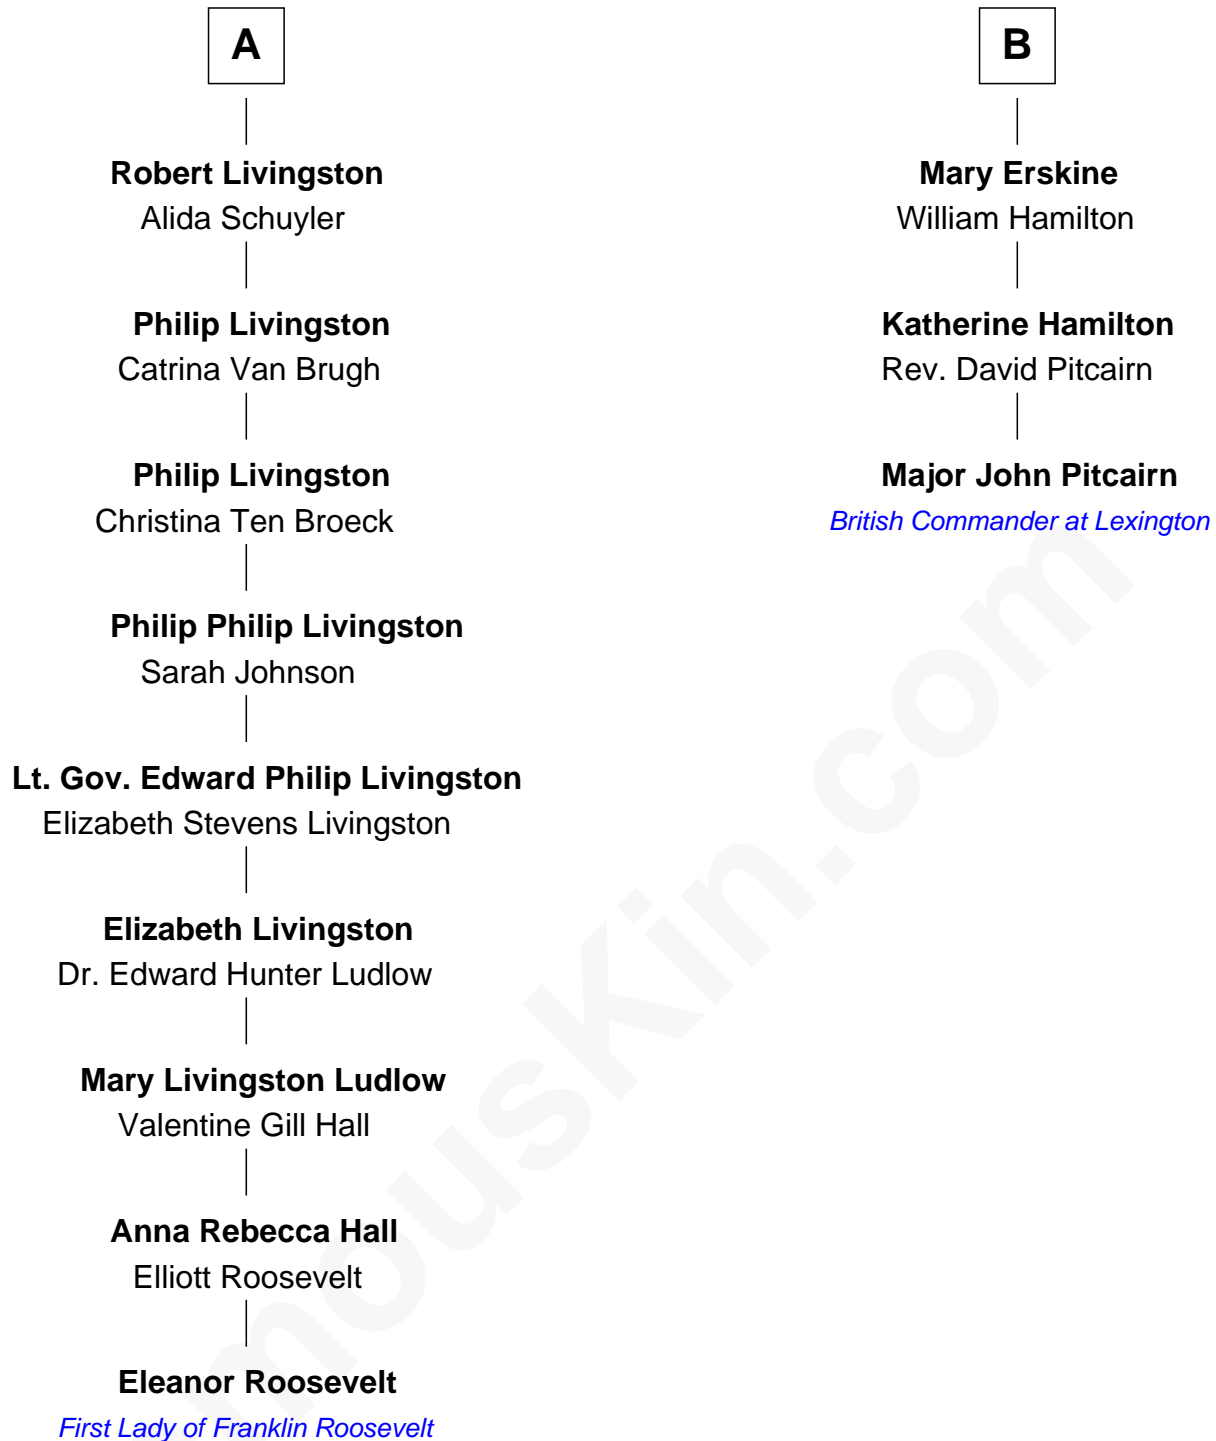 A
Robert Livingston
Alida Schuyler
Philip Livingston
Catrina Van Brugh
Philip Livingston
Christina Ten Broeck
Philip Philip Livingston
Sarah Johnson
Lt. Gov. Edward Philip Livingston
Elizabeth Stevens Livingston
Elizabeth Livingston
Dr. Edward Hunter Ludlow
Mary Livingston Ludlow
Valentine Gill Hall
Anna Rebecca Hall
Elliott Roosevelt
Eleanor Roosevelt
First Lady of Franklin Roosevelt
B
Mary Erskine
William Hamilton
Katherine Hamilton
Rev. David Pitcairn
Major John Pitcairn
British Commander at Lexington
mousKin.com